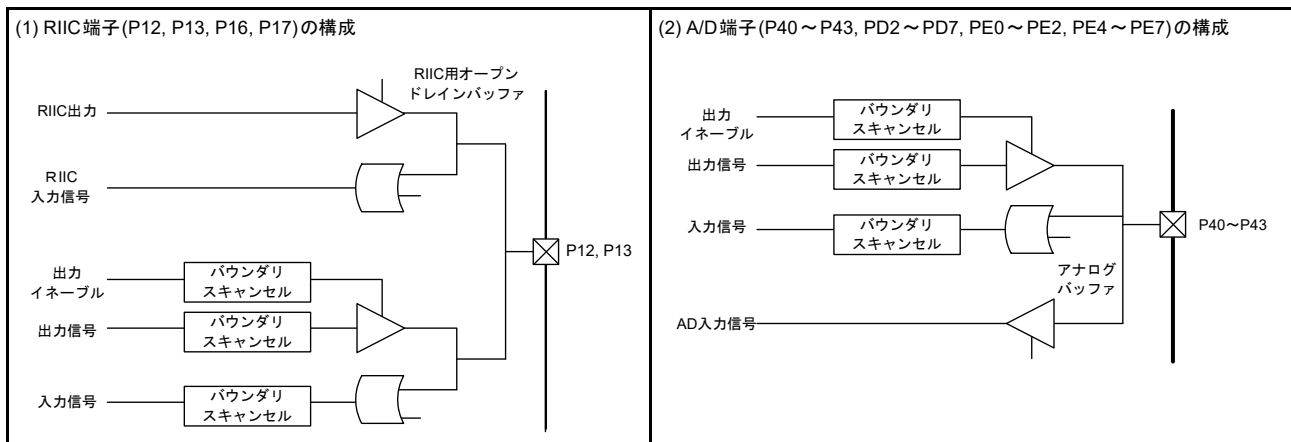 (1) RIIC端子(P12, P13, P16, P17)の構成
RIIC用オープン
ドレインバッファ
RIIC出力
RIIC
入力信号
P12, P13
出力
イネーブル
バウンダリ
スキャンセル
出力信号
バウンダリ
スキャンセル
入力信号
バウンダリ
スキャンセル
(2) A/D端子(P40～P43, PD2～PD7, PE0～PE2, PE4～PE7)の構成
出力
イネーブル
バウンダリ
スキャンセル
出力信号
バウンダリ
スキャンセル
入力信号
バウンダリ
スキャンセル
P40～P43
アナログ
バッファ
AD入力信号